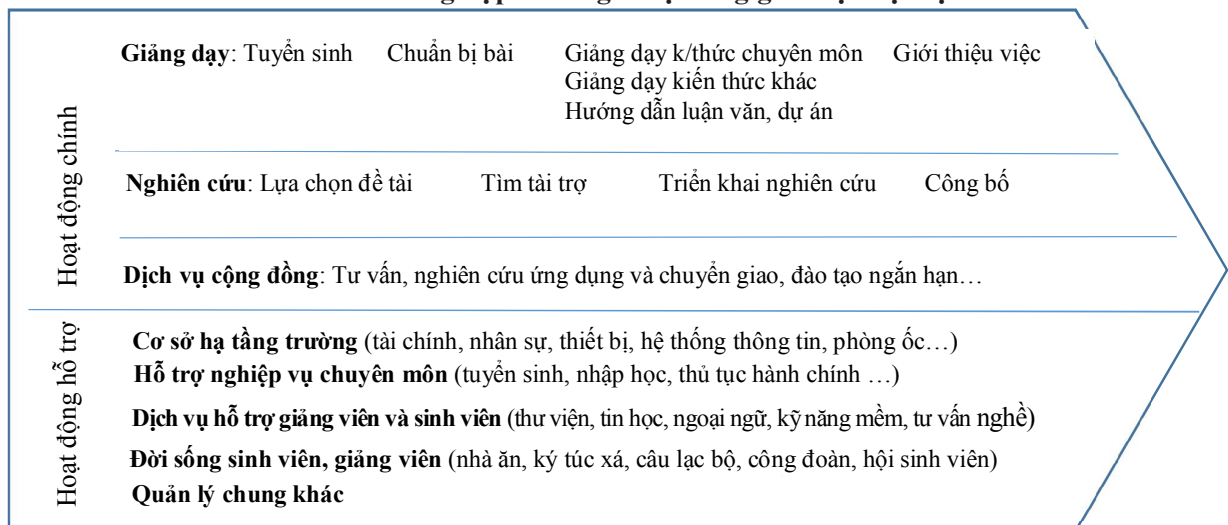 Hoạt động chính
Giảng dạy: Tuyển sinh Chuẩn bị bài Giảng dạy k/thức chuyên môn Giới thiệu việc
Giảng dạy kiến thức khác
Hướng dẫn luận văn, dự án
Nghiên cứu: Lựa chọn đề tài Tìm tài trợ Triển khai nghiên cứu Công bố
Dịch vụ cộng đồng: Tư vấn, nghiên cứu ứng dụng và chuyển giao, đào tạo ngắn hạn…
Hoạt động hỗ trợ
Cơ sở hạ tầng trường (tài chính, nhân sự, thiết bị, hệ thống thông tin, phòng ốc…)
Hỗ trợ nghiệp vụ chuyên môn (tuyển sinh, nhập học, thủ tục hành chính …)
Dịch vụ hỗ trợ giảng viên và sinh viên (thư viện, tin học, ngoại ngữ, kỹ năng mềm, tư vấn nghề)
Đời sống sinh viên, giảng viên (nhà ăn, ký túc xá, câu lạc bộ, công đoàn, hội sinh viên)
Quản lý chung khác